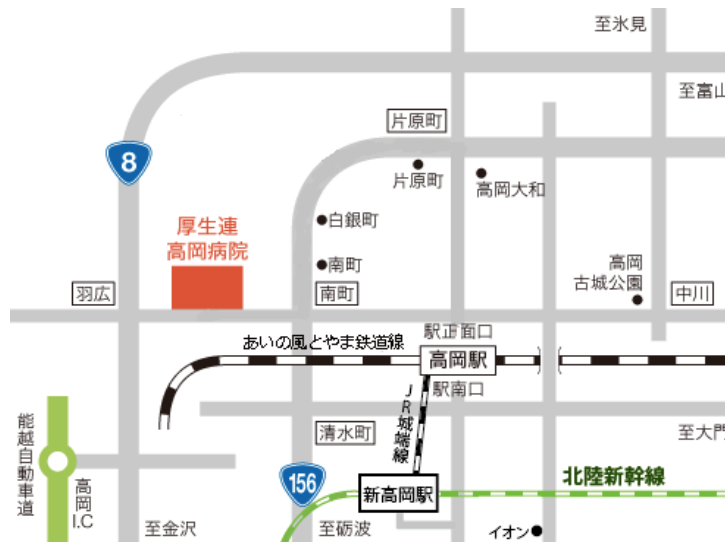 至氷見
至富山
片原町
8
片原町
高岡大和
白銀町
厚生連
高岡病院
南町
高岡
古城公園
羽広
南町
中川
駅正面口
あいの風とやま鉄道線
高岡駅
駅南口
JR城端線
能越自動車道
清水町
至大門
高岡
I.C
156
新高岡駅
北陸新幹線
至金沢
至砺波
イオン